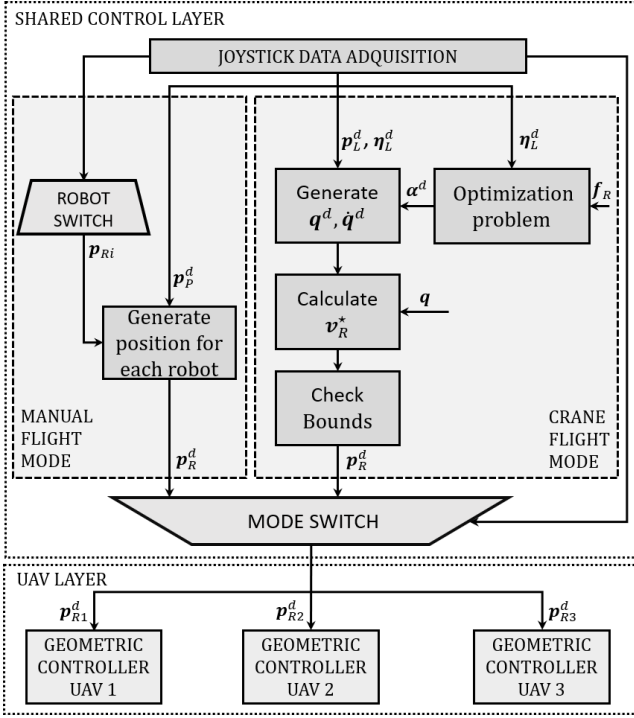 SHARED CONTROL LAYER
JOYSTICK DATA ADQUISITION
p_L^d, η_L^d
η_L^d
ROBOT
SWITCH
Generate
q^d, q̇^d
α^d
Optimization
problem
f_R
p_Ri
p_P^d
Calculate
v_R^⋆
q
Generate
position for
each robot
Check
Bounds
MANUAL
FLIGHT
MODE
CRANE
FLIGHT
MODE
p_R^d
p_R^d
MODE SWITCH
UAV LAYER
p_R1^d
p_R2^d
p_R3^d
GEOMETRIC
CONTROLLER
UAV 1
GEOMETRIC
CONTROLLER
UAV 2
GEOMETRIC
CONTROLLER
UAV 3